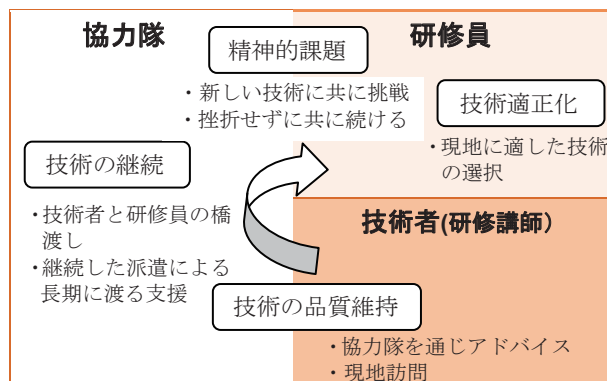 協力隊
研修員
精神的課題
・新しい技術に共に挑戦
・挫折せずに共に続ける
技術適正化
・現地に適した技術
の選択
技術の継続
・技術者と研修員の橋
渡し
・継続した派遣による
長期に渡る支援
技術者(研修講師)
技術の品質維持
・協力隊を通じアドバイス
・現地訪問